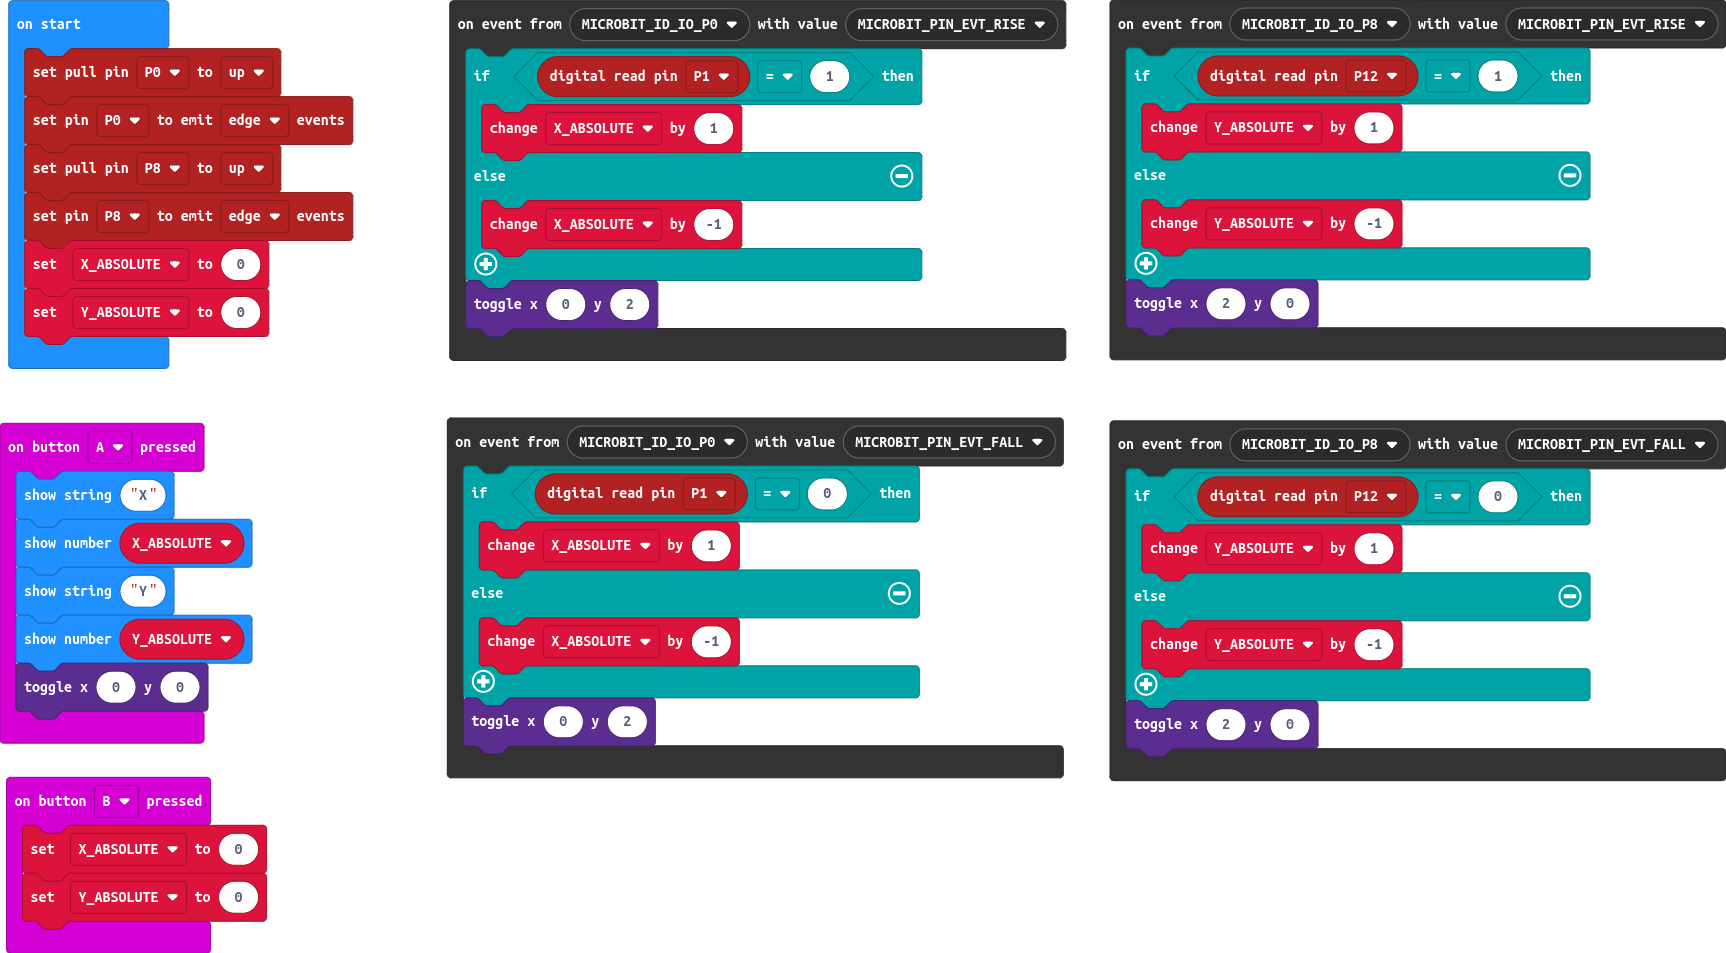 on start
set pull pin P0 to up
set pin P0 to emit edge events
set pull pin P8 to up
set pin P8 to emit edge events
set X_ABSOLUTE to 0
set Y_ABSOLUTE to 0
on button A pressed
show string "X"
show number X_ABSOLUTE
show string "Y"
show number Y_ABSOLUTE
toggle x 0 y 0
on button B pressed
set X_ABSOLUTE to 0
set Y_ABSOLUTE to 0
on event from MICROBIT_ID_IO_P0 with value MICROBIT_PIN_EVT_RISE
if digital read pin P1 = 1 then
change X_ABSOLUTE by 1
else
change X_ABSOLUTE by -1
toggle x 0 y 2
on event from MICROBIT_ID_IO_P0 with value MICROBIT_PIN_EVT_FALL
if digital read pin P1 = 0 then
change X_ABSOLUTE by 1
else
change X_ABSOLUTE by -1
toggle x 0 y 2
on event from MICROBIT_ID_IO_P8 with value MICROBIT_PIN_EVT_RISE
if digital read pin P12 = 1 then
change Y_ABSOLUTE by 1
else
change Y_ABSOLUTE by -1
toggle x 2 y 0
on event from MICROBIT_ID_IO_P8 with value MICROBIT_PIN_EVT_FALL
if digital read pin P12 = 0 then
change Y_ABSOLUTE by 1
else
change Y_ABSOLUTE by -1
toggle x 2 y 0